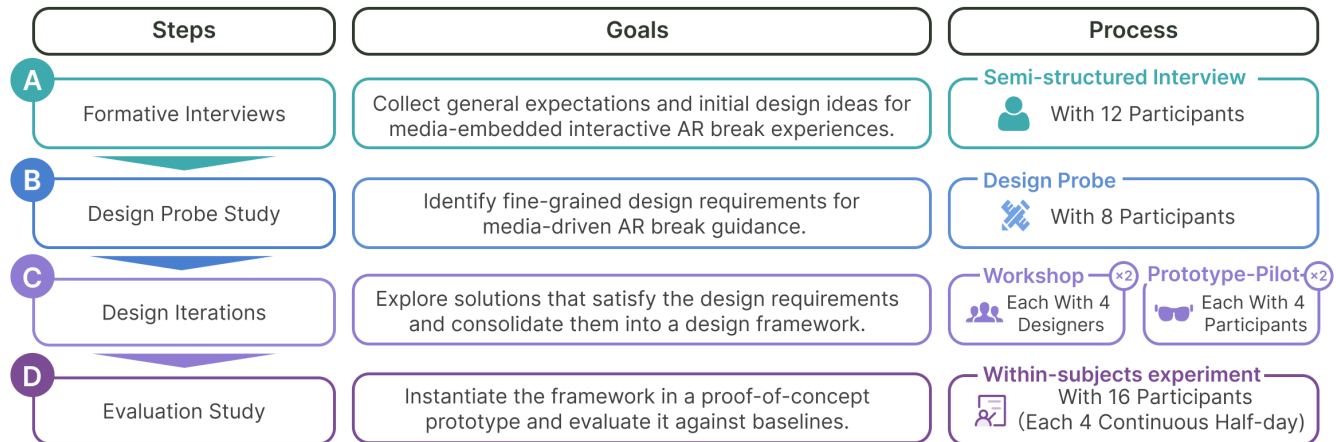 Steps
Goals
Process
A
Formative Interviews
Collect general expectations and initial design ideas for
media-embedded interactive AR break experiences.
Semi-structured Interview
With 12 Participants
B
Design Probe Study
Identify fine-grained design requirements for
media-driven AR break guidance.
Design Probe
With 8 Participants
C
Design Iterations
Explore solutions that satisfy the design requirements
and consolidate them into a design framework.
Workshop ×2
Each With 4
Designers
Prototype-Pilot ×2
Each With 4
Participants
D
Evaluation Study
Instantiate the framework in a proof-of-concept
prototype and evaluate it against baselines.
Within-subjects experiment
With 16 Participants
(Each 4 Continuous Half-day)